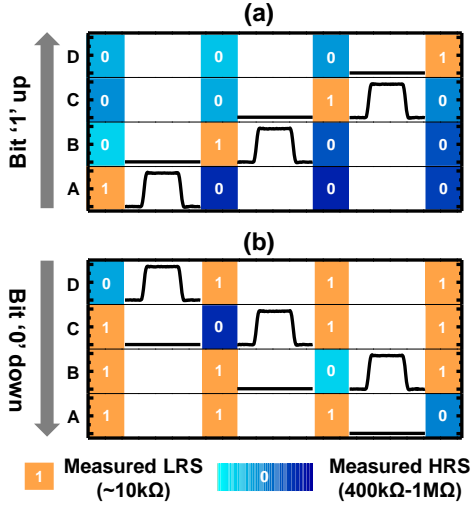 (a)
Bit '1' up
D 0 0 0 1
C 0 0 1 0
B 0 1 0 0
A 1 0 0 0
(b)
Bit '0' down
D 0 1 1 1
C 1 0 1 1
B 1 1 0 1
A 1 1 1 0
1 Measured LRS 0 Measured HRS
(~10kΩ) (400kΩ-1MΩ)